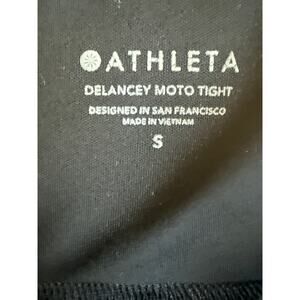 ATHLETA
DELANCEY MOTO TIGHT
DESIGNED IN SAN FRANCISCO
MADE IN VIETNAM
S